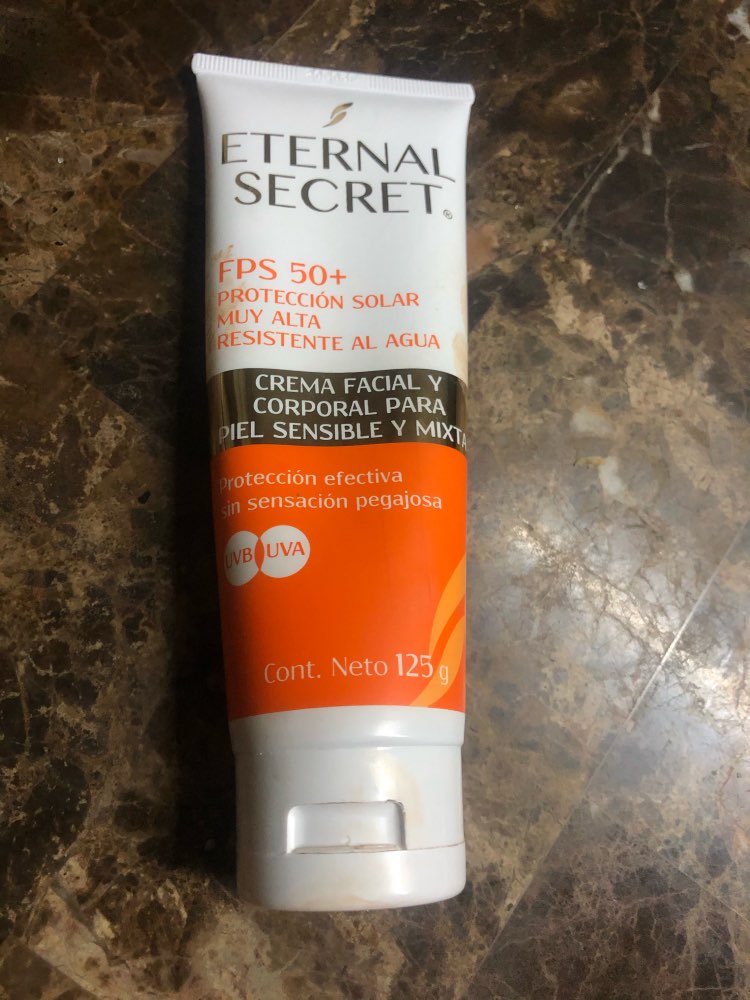 ETERNAL
SECRET®
FPS 50+
PROTECCIÓN SOLAR
MUY ALTA
RESISTENTE AL AGUA
CREMA FACIAL Y
CORPORAL PARA
PIEL SENSIBLE Y MIXTA
Protección efectiva
sin sensación pegajosa
UVB UVA
Cont. Neto 125 g